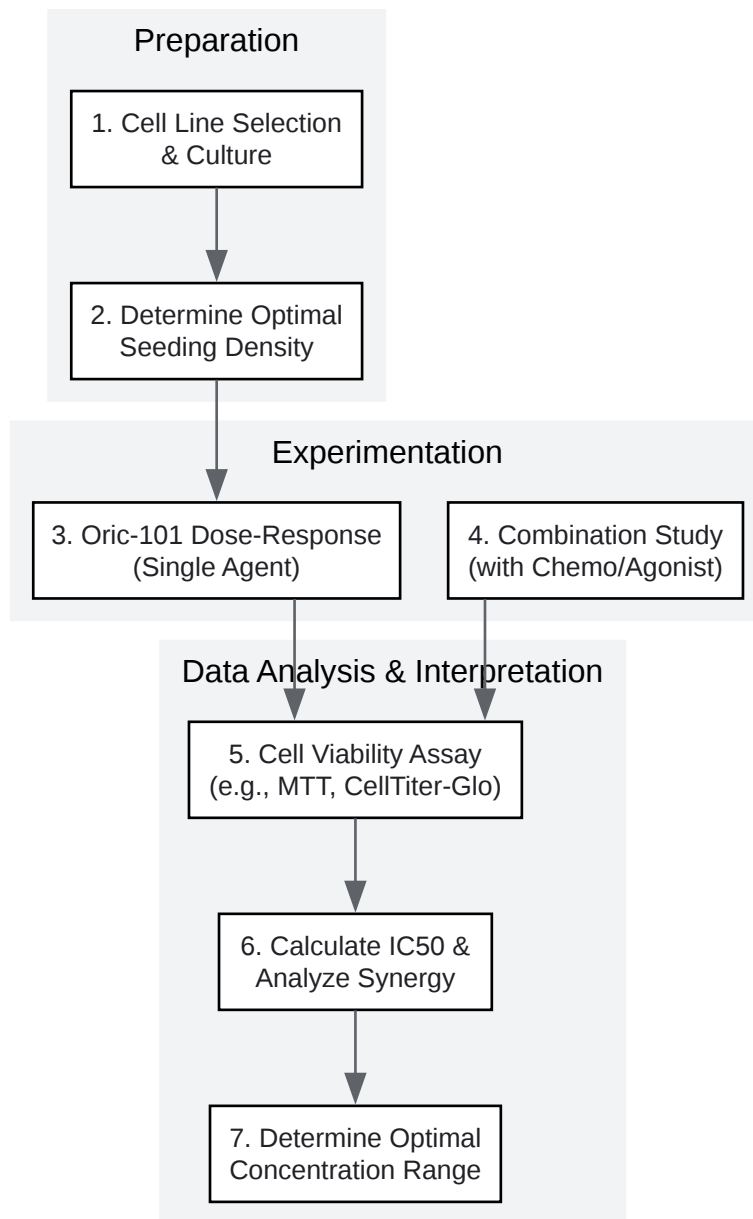 Preparation
1. Cell Line Selection
& Culture
2. Determine Optimal
Seeding Density
Experimentation
3. Oric-101 Dose-Response
(Single Agent)
4. Combination Study
(with Chemo/Agonist)
Data Analysis & Interpretation
5. Cell Viability Assay
(e.g., MTT, CellTiter-Glo)
6. Calculate IC50 &
Analyze Synergy
7. Determine Optimal
Concentration Range